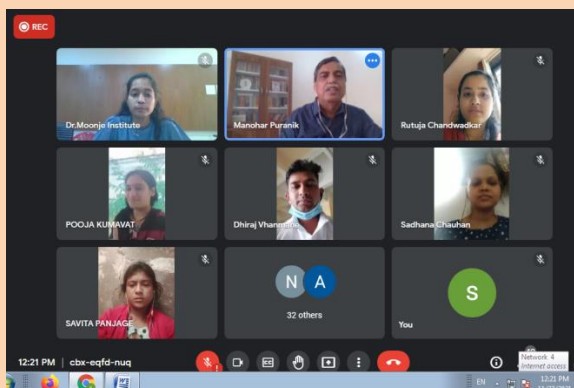 REC
Dr.Moonje Institute
Manohar Puranik
Rutuja Chandwadkar
POOJA KUMAVAT
Sadhana Chauhan
SAVITA PANJAGE
N A
32 others
S
You
12:21 PM | cbx-eqfd-nuq
Network 4
Internet access
EN
12:21 PM